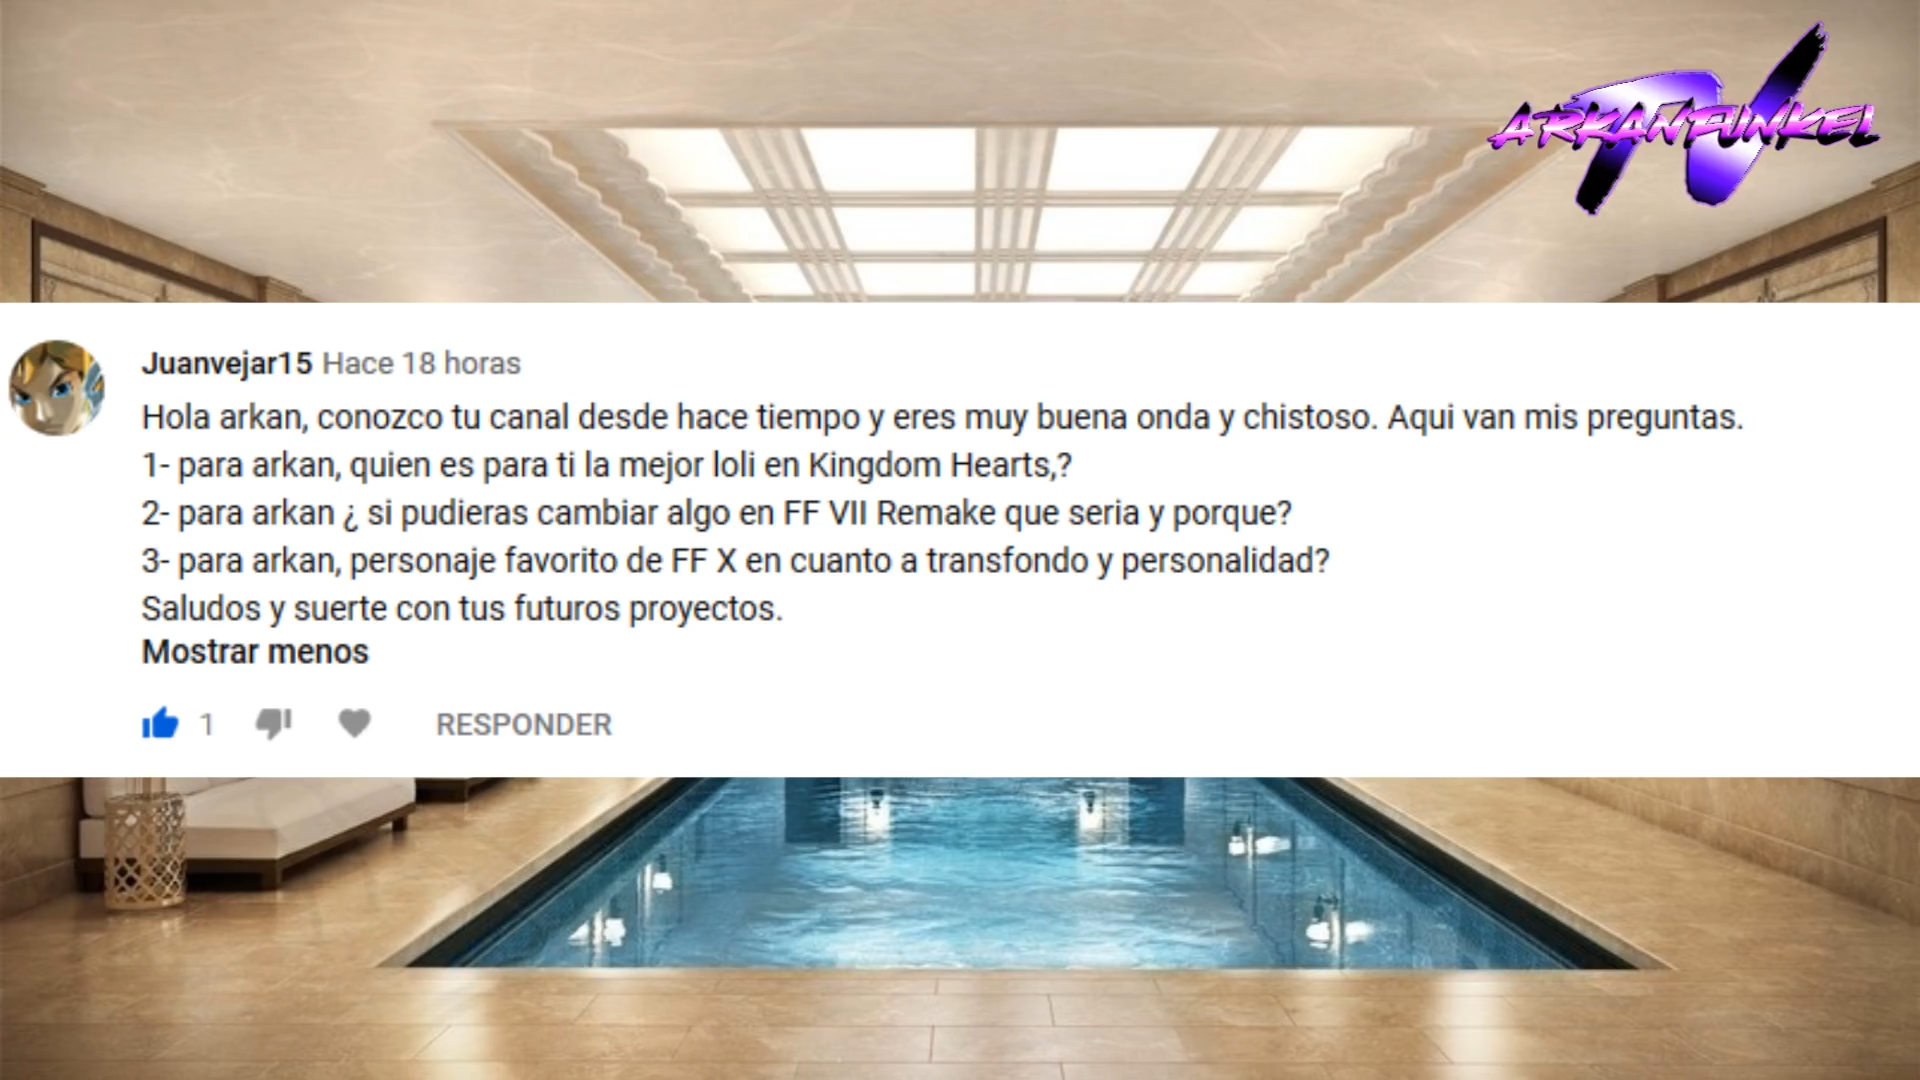 ARKANFUNKEL
TV
Juanvejar15 Hace 18 horas
Hola arkan, conozco tu canal desde hace tiempo y eres muy buena onda y chistoso. Aqui van mis preguntas.
1- para arkan, quien es para ti la mejor loli en Kingdom Hearts,?
2- para arkan ¿ si pudieras cambiar algo en FF VII Remake que seria y porque?
3- para arkan, personaje favorito de FF X en cuanto a transfondo y personalidad?
Saludos y suerte con tus futuros proyectos.
Mostrar menos
1 RESPONDER